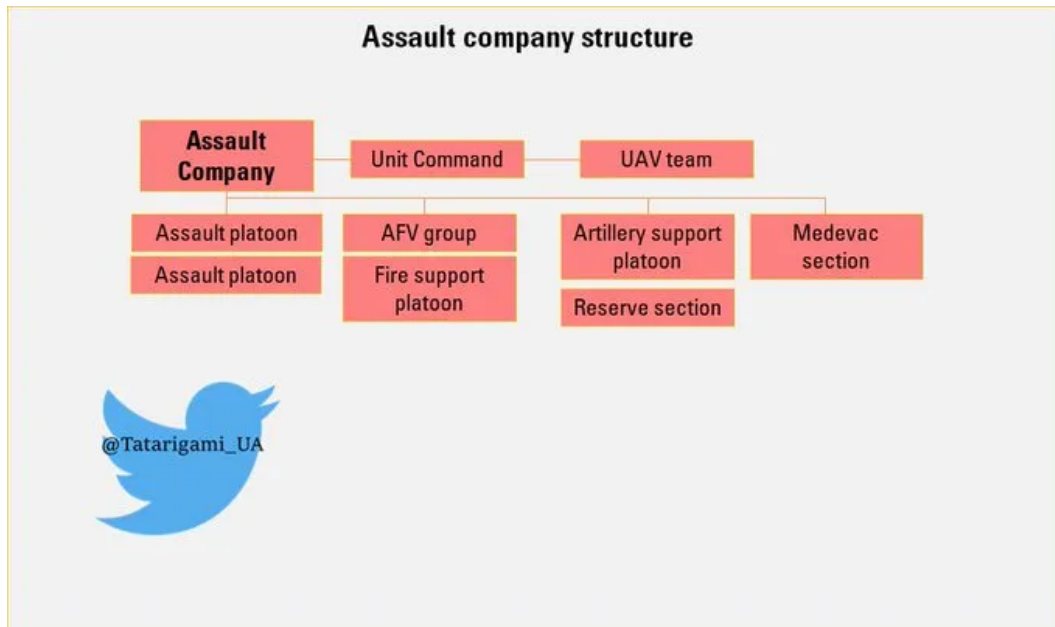 Assault company structure
Assault
Company
Unit Command
UAV team
Assault platoon
Assault platoon
AFV group
Fire support
platoon
Artillery support
platoon
Reserve section
Medevac
section
@Tatarigami_UA